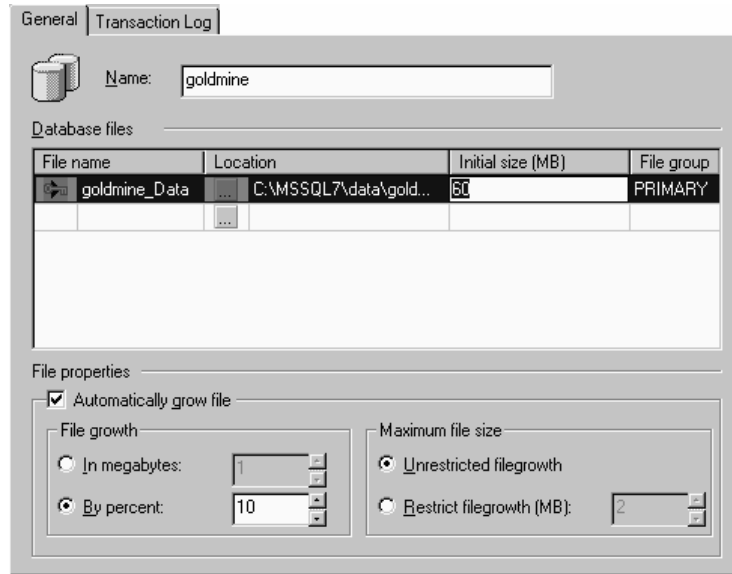 General Transaction Log
Name: goldmine
Database files
File name Location Initial size (MB) File group
goldmine_Data ... C:\MSSQL7\data\gold... 60 PRIMARY
...
File properties
Automatically grow file
File growth Maximum file size
In megabytes: 1 Unrestricted filegrowth
By percent: 10 Restrict filegrowth (MB): 2